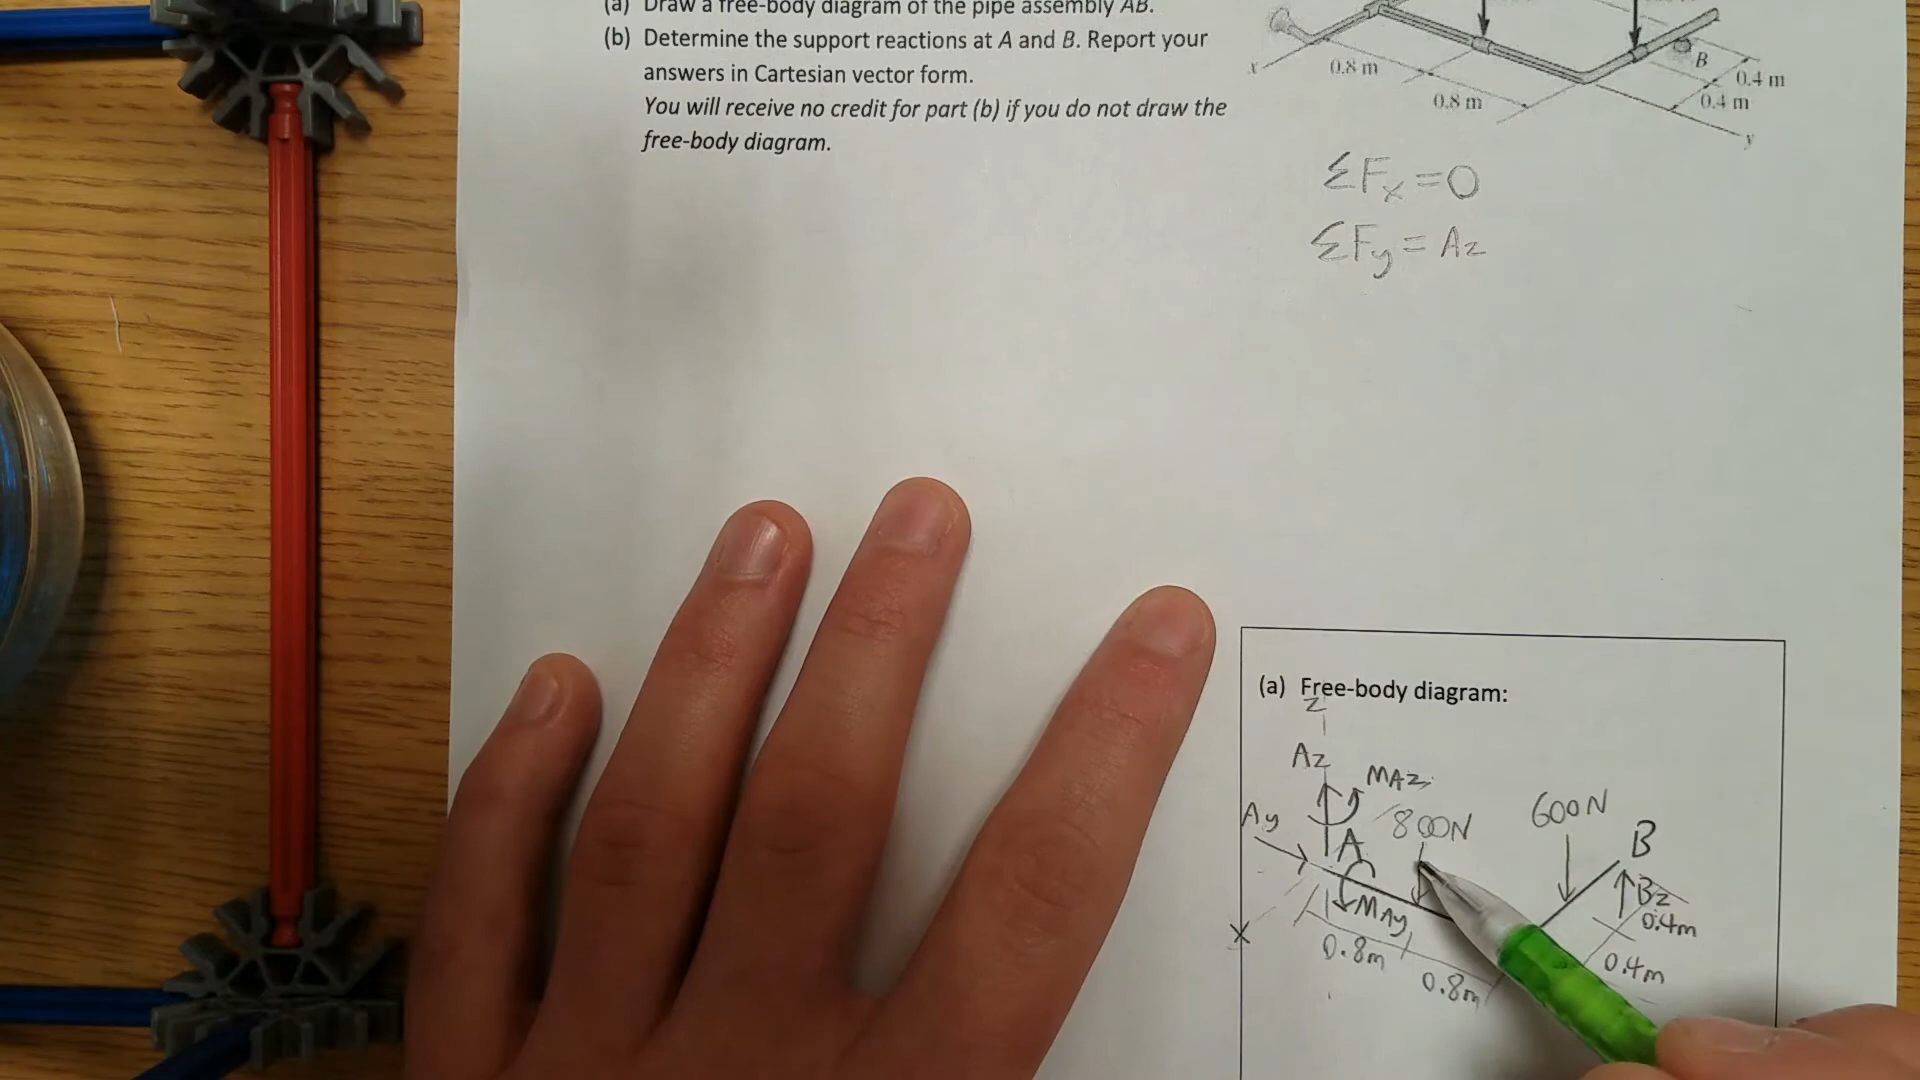 (a) Draw a free-body diagram of the pipe assembly AB.
(b) Determine the support reactions at A and B. Report your
answers in Cartesian vector form.
You will receive no credit for part (b) if you do not draw the
free-body diagram.
x
0.8 m
0.8 m
B
0.4 m
0.4 m
y
ΣFx=0
ΣFy= Az
(a) Free-body diagram:
z
Az
MAz
Ay
A
800N
600N
B
Bz
MAy
0.4m
0.4m
x
0.8m
0.8m